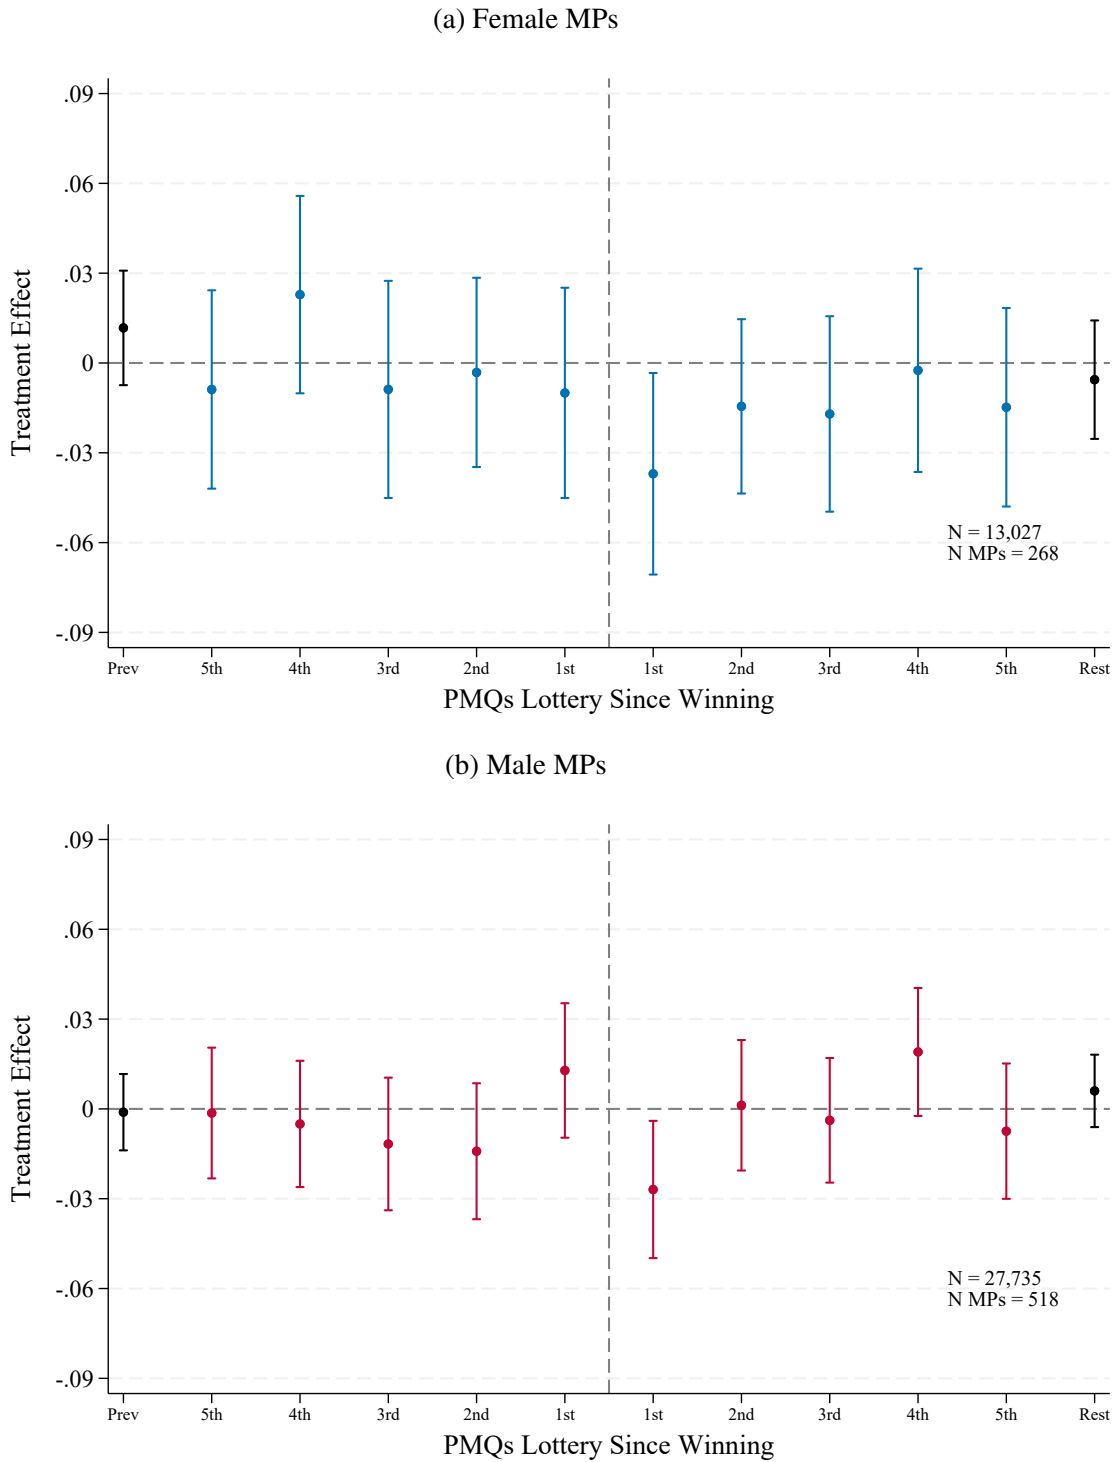 (a) Female MPs
.09
.06
.03
0
-.03
-.06
-.09
Treatment Effect
N = 13,027
N MPs = 268
Prev 5th 4th 3rd 2nd 1st 1st 2nd 3rd 4th 5th Rest
PMQs Lottery Since Winning
(b) Male MPs
.09
.06
.03
0
-.03
-.06
-.09
Treatment Effect
N = 27,735
N MPs = 518
Prev 5th 4th 3rd 2nd 1st 1st 2nd 3rd 4th 5th Rest
PMQs Lottery Since Winning